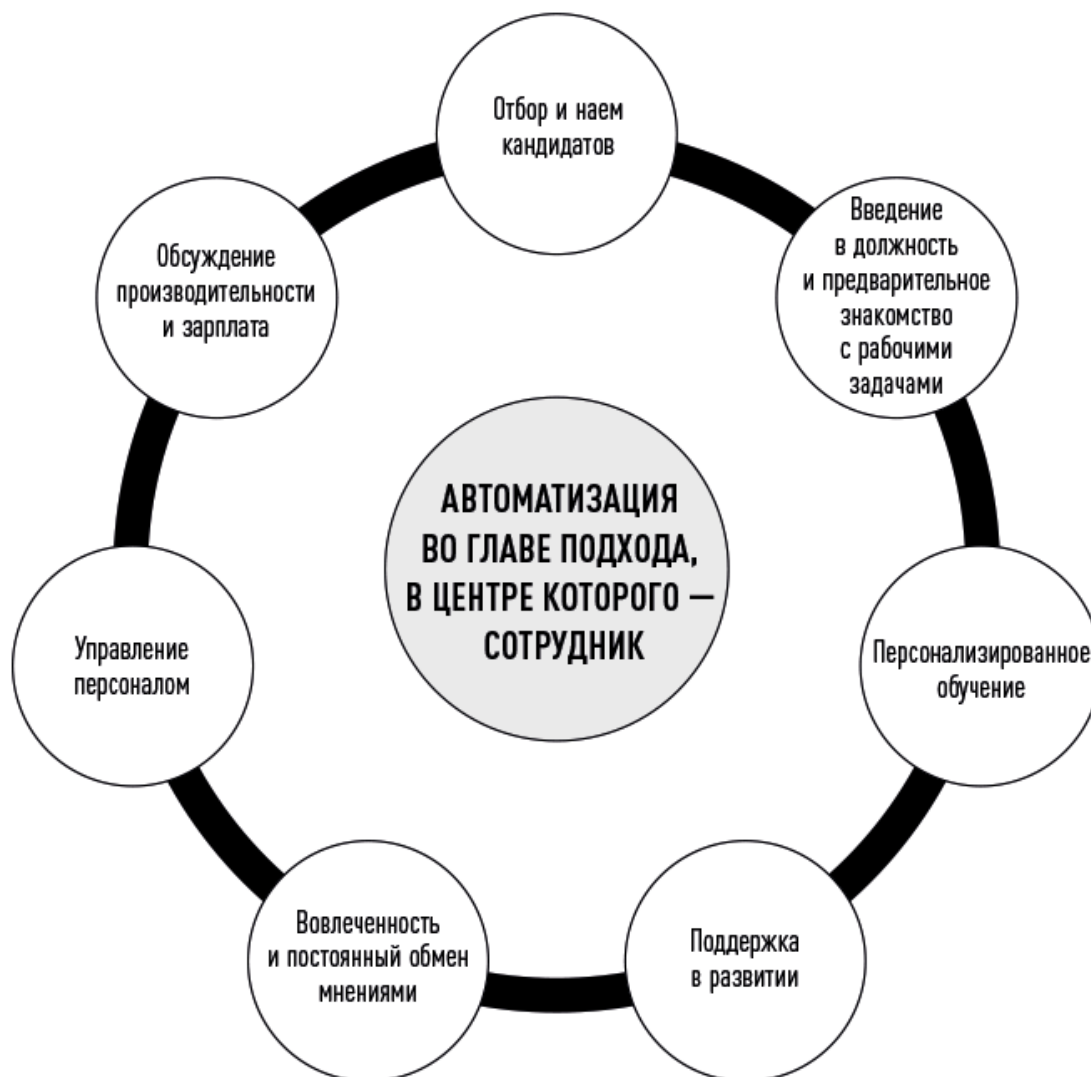 Отбор и наем
кандидатов
Введение
в должность
и предварительное
знакомство
с рабочими
задачами
Персонализированное
обучение
Поддержка
в развитии
Вовлеченность
и постоянный обмен
мнениями
Управление
персоналом
Обсуждение
производительности
и зарплата
АВТОМАТИЗАЦИЯ
ВО ГЛАВЕ ПОДХОДА,
В ЦЕНТРЕ КОТОРОГО —
СОТРУДНИК